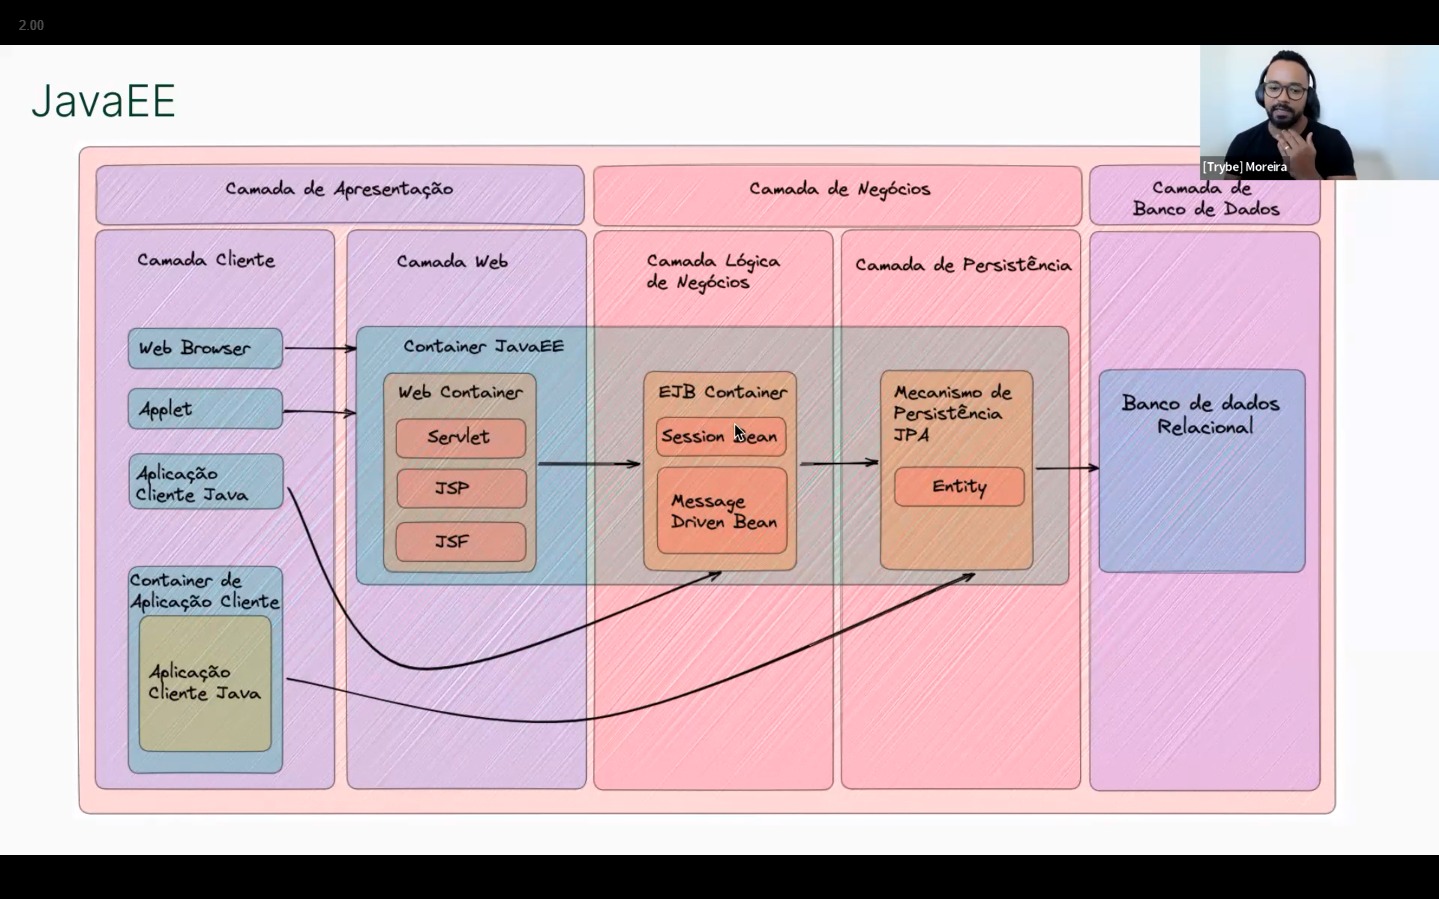 2.00
JavaEE
[Trybe] Moreira
Camada de Apresentação
Camada de Negócios
Camada de
Banco de Dados
Camada Cliente
Camada Web
Camada Lógica
de Negócios
Camada de Persistência
Web Browser
Applet
Aplicação
Cliente Java
Container de
Aplicação Cliente
Aplicação
Cliente Java
Container JavaEE
Web Container
Servlet
JSP
JSF
EJB Container
Session Bean
Message
Driven Bean
Mecanismo de
Persistência
JPA
Entity
Banco de dados
Relacional